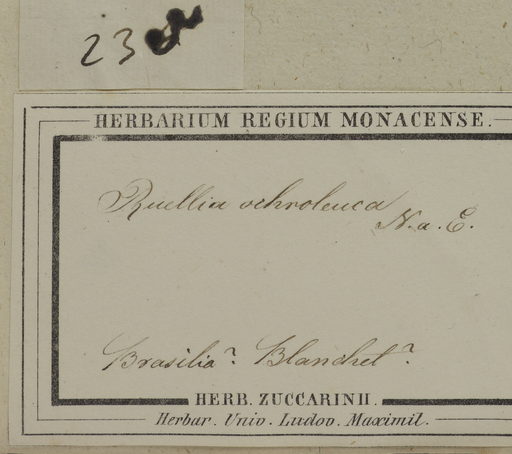 23
HERBARIUM REGIUM MONACENSE.
Ruellia ochroleuca
N. a. E.
Brasilia? Blanchet?
HERB. ZUCCARINII.
Herbar. Univ. Ludov. Maximil.